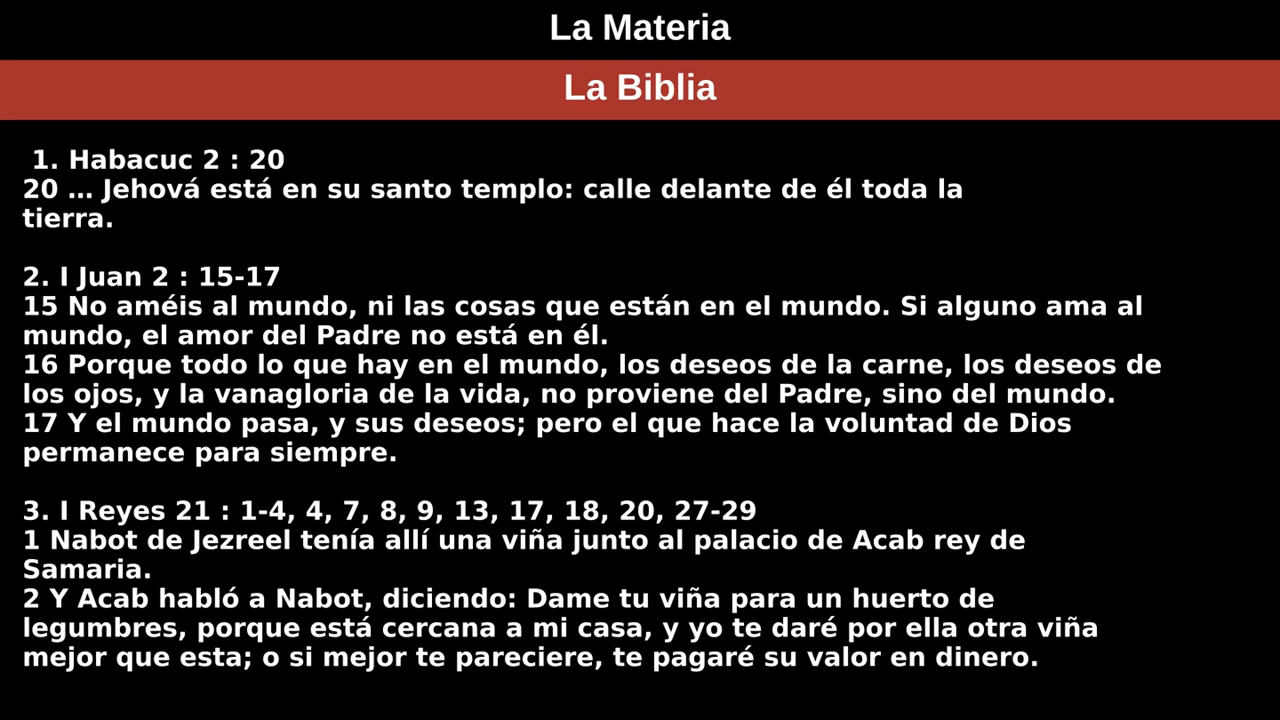 La Materia
La Biblia
1. Habacuc 2 : 20
20 … Jehová está en su santo templo: calle delante de él toda la
tierra.
2. I Juan 2 : 15-17
15 No améis al mundo, ni las cosas que están en el mundo. Si alguno ama al
mundo, el amor del Padre no está en él.
16 Porque todo lo que hay en el mundo, los deseos de la carne, los deseos de
los ojos, y la vanagloria de la vida, no proviene del Padre, sino del mundo.
17 Y el mundo pasa, y sus deseos; pero el que hace la voluntad de Dios
permanece para siempre.
3. I Reyes 21 : 1-4, 4, 7, 8, 9, 13, 17, 18, 20, 27-29
1 Nabot de Jezreel tenía allí una viña junto al palacio de Acab rey de
Samaria.
2 Y Acab habló a Nabot, diciendo: Dame tu viña para un huerto de
legumbres, porque está cercana a mi casa, y yo te daré por ella otra viña
mejor que esta; o si mejor te pareciere, te pagaré su valor en dinero.